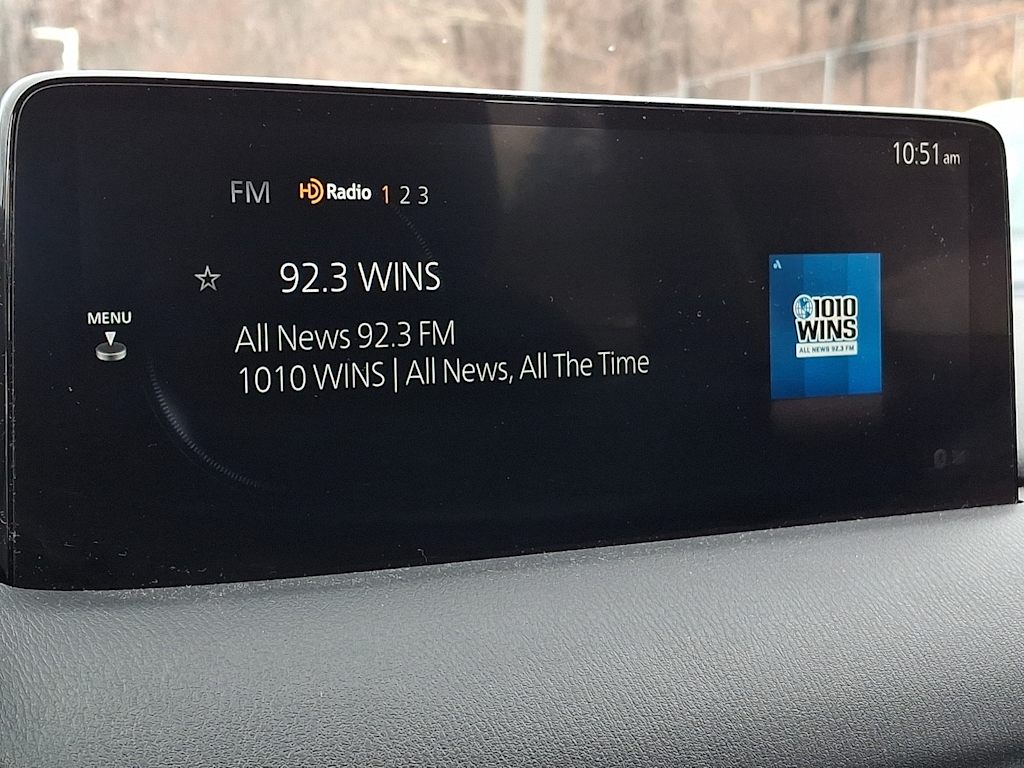 10:51 am
FM HD Radio 1 2 3
92.3 WINS
MENU
All News 92.3 FM
1010 WINS | All News, All The Time
1010
WINS
ALL NEWS 92.3 FM